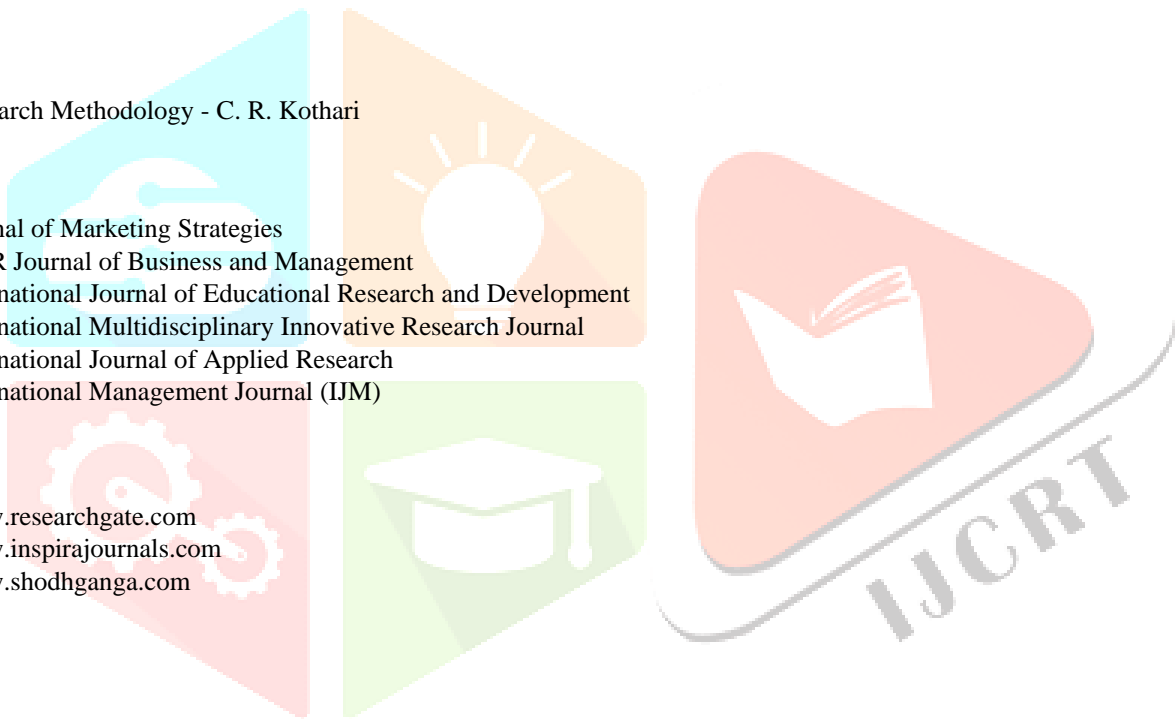 arch Methodology - C. R. Kothari
nal of Marketing Strategies
R Journal of Business and Management
national Journal of Educational Research and Development
national Multidisciplinary Innovative Research Journal
national Journal of Applied Research
national Management Journal (IJM)
.researchgate.com
.inspirajournals.com
.shodhganga.com
IJCRT